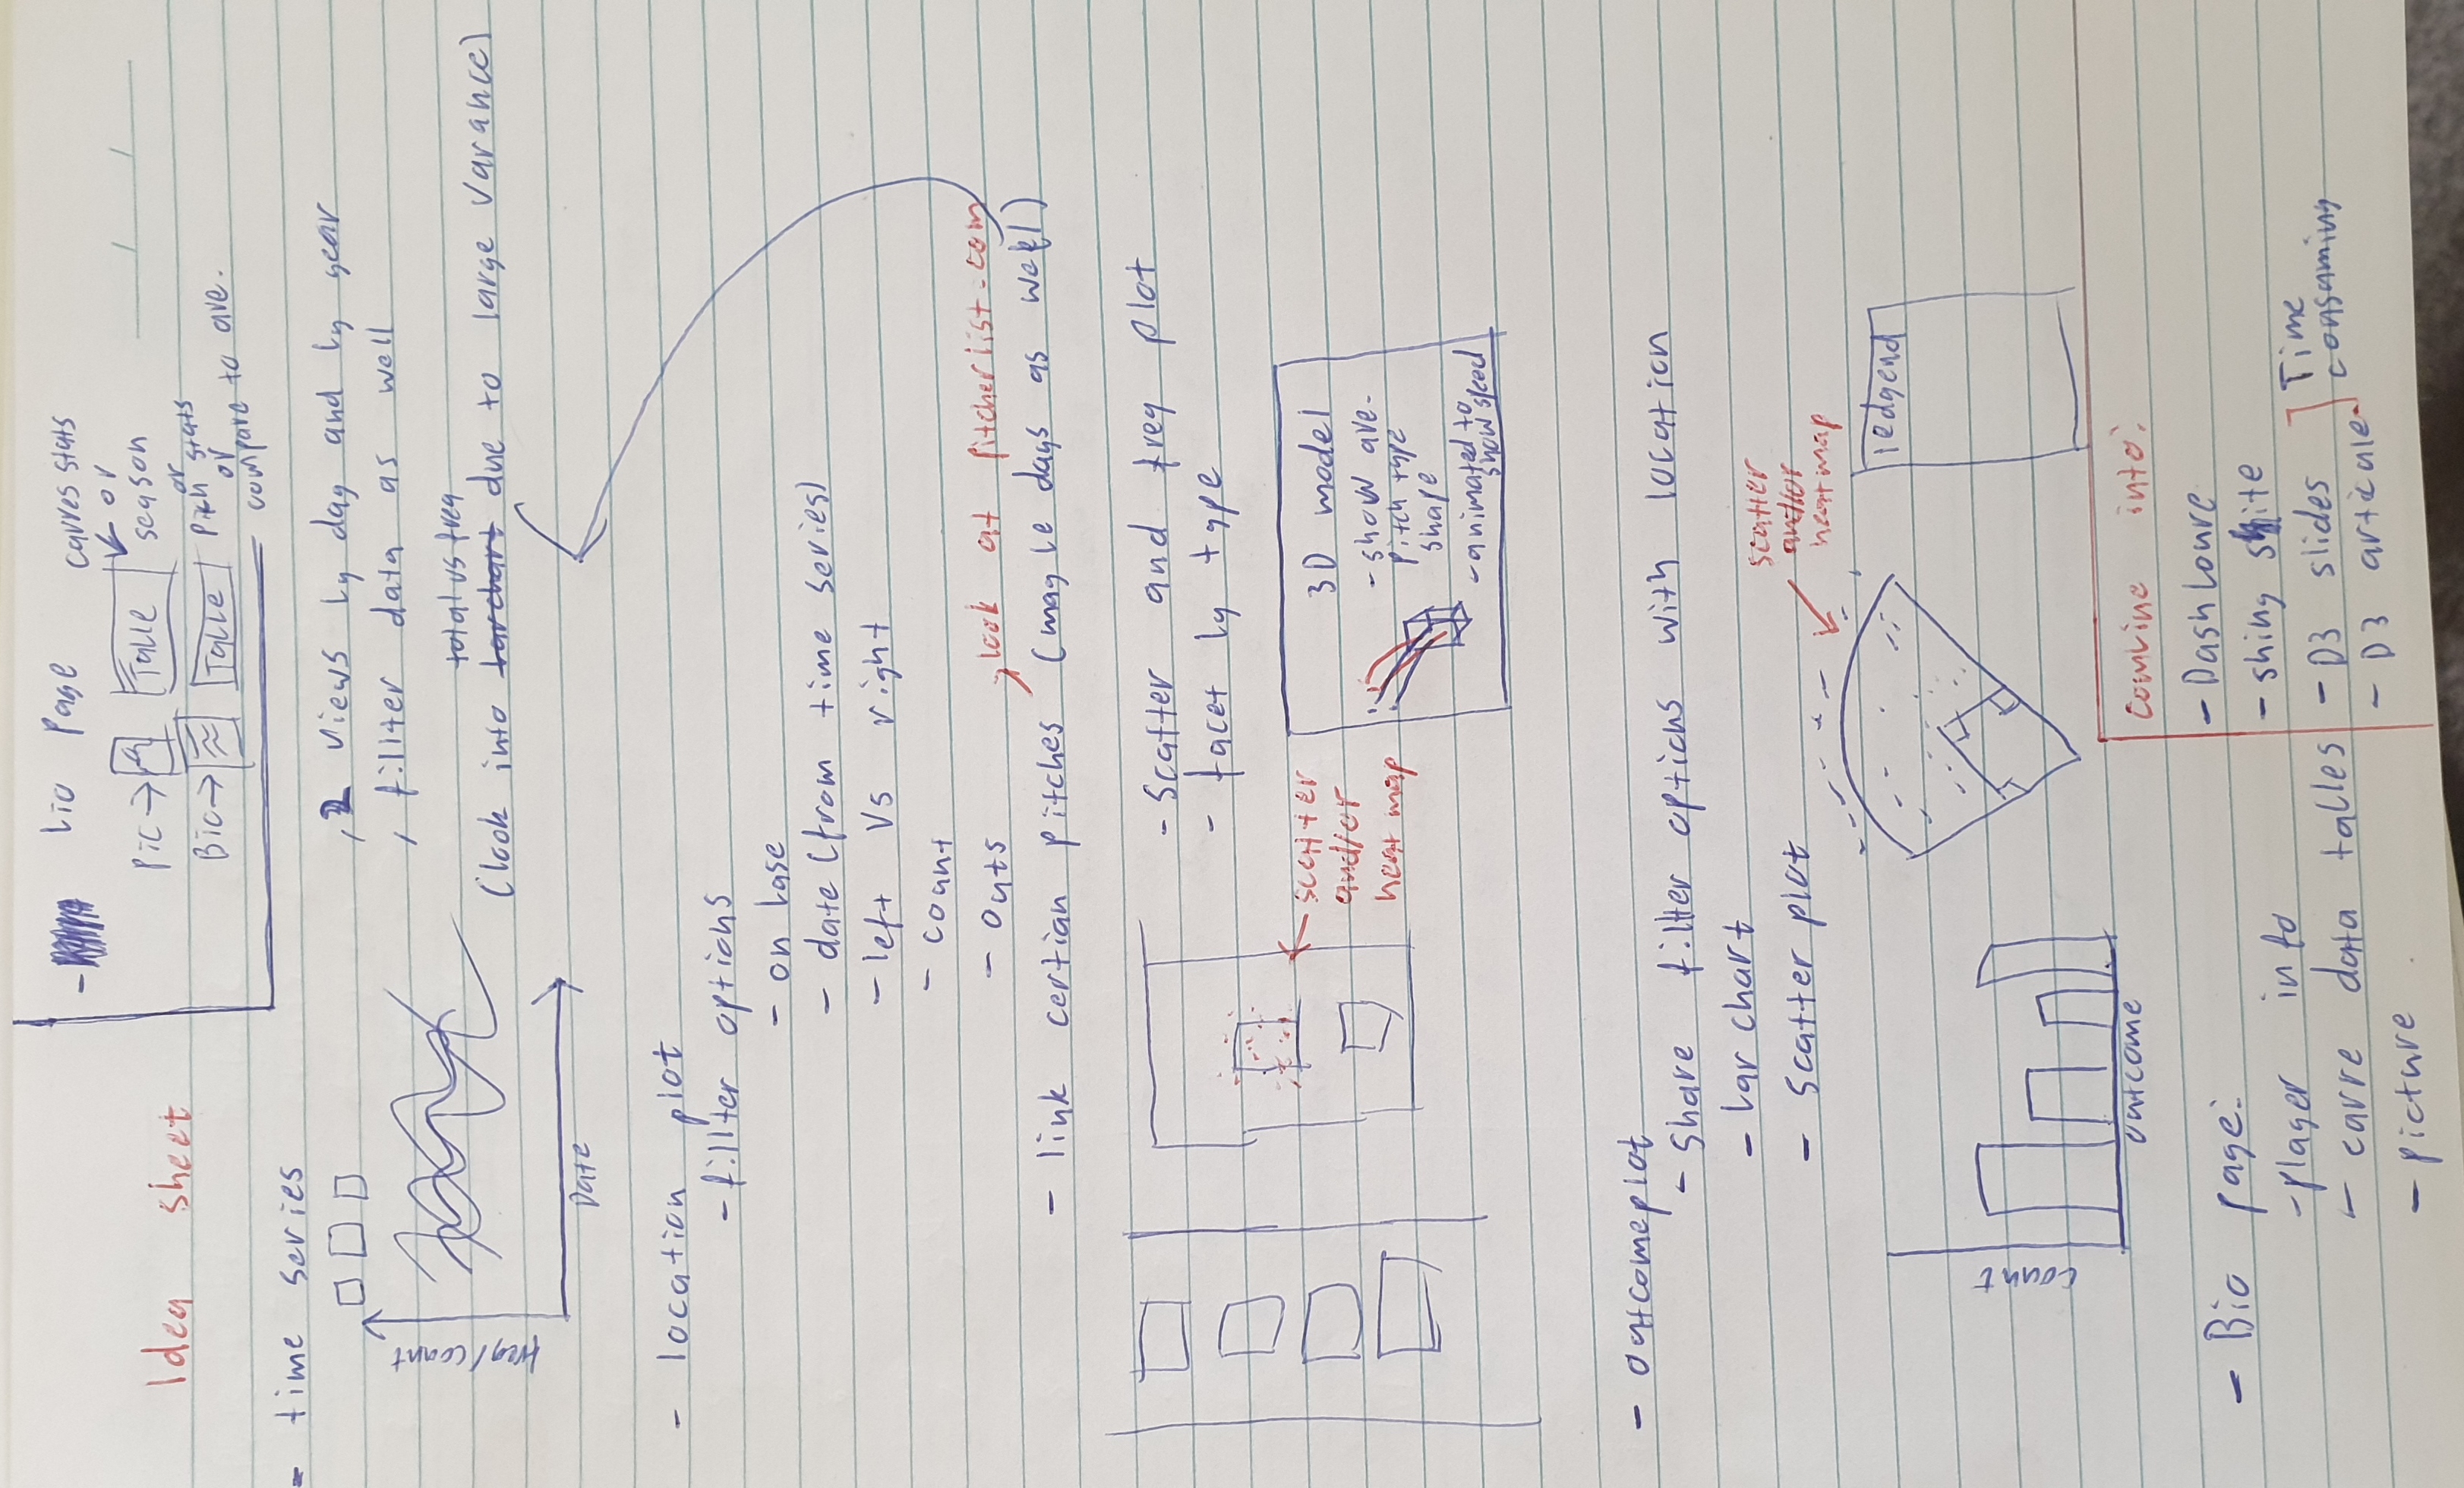 Idea sheet
- bio page
Pic→
Table
carres stats
or
season
or
Bio→
Table
Pitch stats
or
compare to ave.
- time series
freq/count
Date
, 2 views by day and by year
, fillter data as well
total vs freq
(look into barchart due to large varance)
- location plot
- fillter options
- on base
- date (from time series)
- left vs right
- count
- outs
look at pitcherlist.com
- link certian pitches (maybe days as well)
- scatter and freq plot
- facet by type
scatter
and/or
heat map
3D model
- show ave.
pitch type
shape
- animated to
show speed
- outcomeplot
- share fillter options with location
- bar chart
- scatter plot
scatter
and/or
heat map
count
outcome
ledgend
- Bio page:
- player info
- carre data tables
- picture
combine into:
- Dashboure
- shiny site
- D3 slides
- D3 articale
Time
consuming